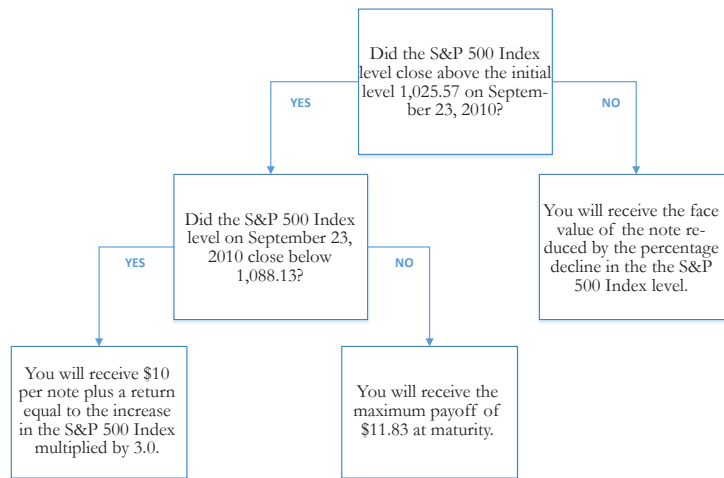 Did the S&P 500 Index
level close above the initial
level 1,025.57 on Septem-
ber 23, 2010?
YES
NO
Did the S&P 500 Index
level on September 23,
2010 close below
1,088.13?
You will receive the face
value of the note re-
duced by the percentage
decline in the the S&P
500 Index level.
YES
NO
You will receive $10
per note plus a return
equal to the increase
in the S&P 500 Index
multiplied by 3.0.
You will receive the
maximum payoff of
$11.83 at maturity.